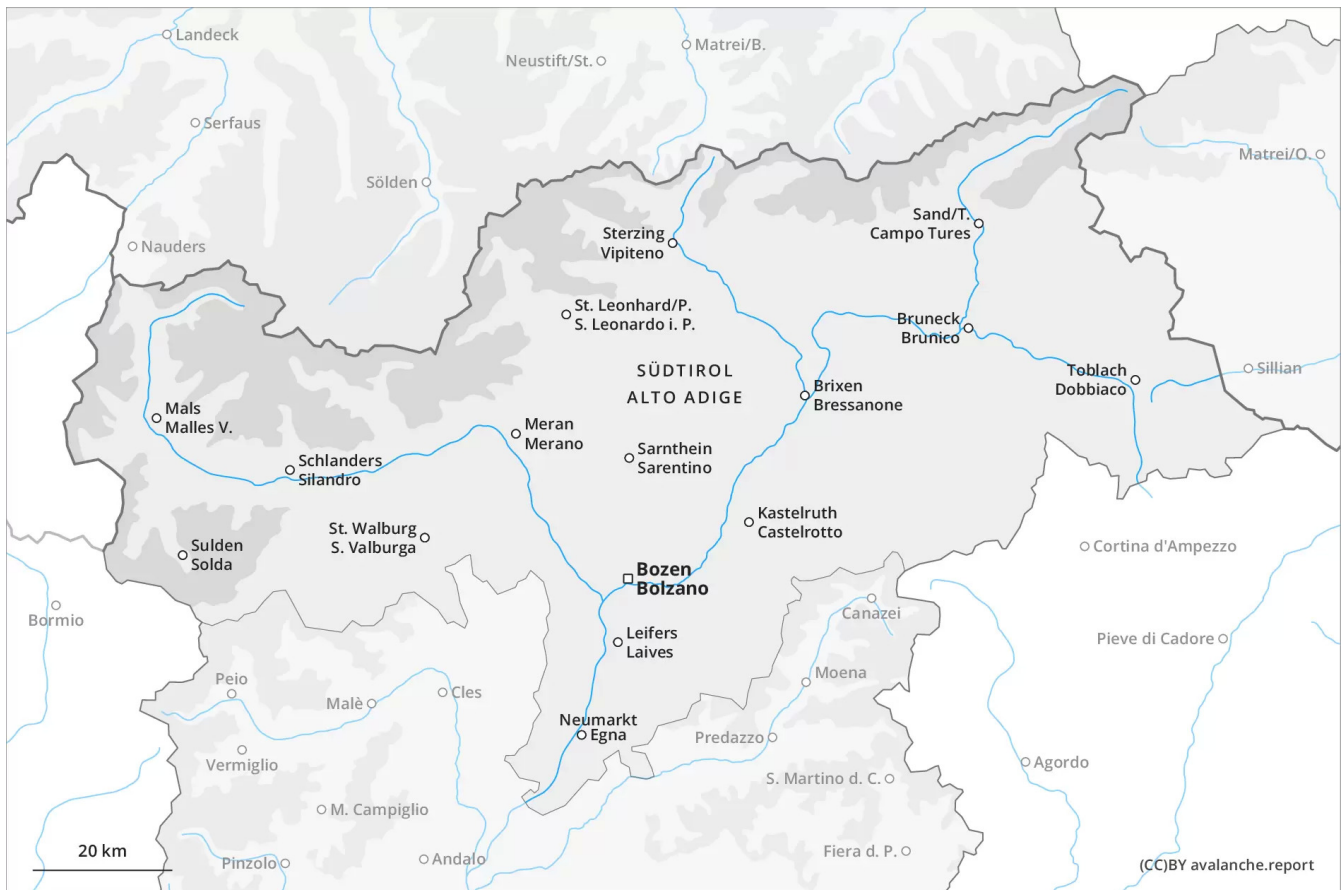 Landeck
Matrei/B.
Neustift/St.
Serfaus
Matrei/O.
Sölden
Sand/T.
Campo Tures
Sterzing
Vipiteno
Nauders
St. Leonhard/P.
S. Leonardo i. P.
Bruneck
Brunico
SÜDTIROL
ALTO ADIGE
Toblach
Dobbiaco
Sillian
Brixen
Bressanone
Mals
Malles V.
Meran
Merano
Sarnthein
Sarentino
Schlanders
Silandro
Kastelruth
Castelrotto
St. Walburg
S. Valburga
Sulden
Solda
Cortina d'Ampezzo
Bozen
Bolzano
Bormio
Canazei
Leifers
Laives
Pieve di Cadore
Peio
Moena
Malè
Cles
Neumarkt
Egna
Predazzo
Vermiglio
Agordo
S. Martino d. C.
M. Campiglio
20 km
Pinzolo
Andalo
Fiera d. P.
(CC)BY avalanche.report